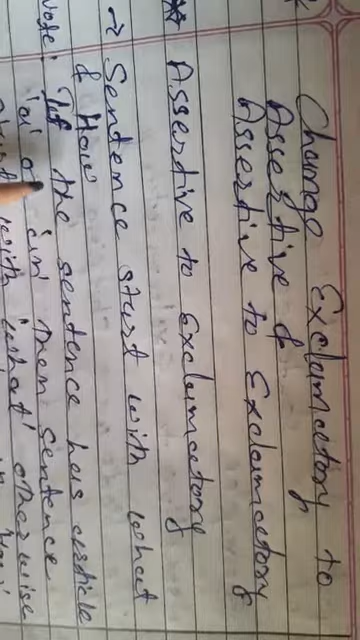 Change Exclamatory to
Assertive &
Assertive to Exclamatory
** Assertive to Exclamatory
→ Sentence start with what
& How
Note: If the sentence has article
'a' or 'an' then sentence
with 'what' otherwise